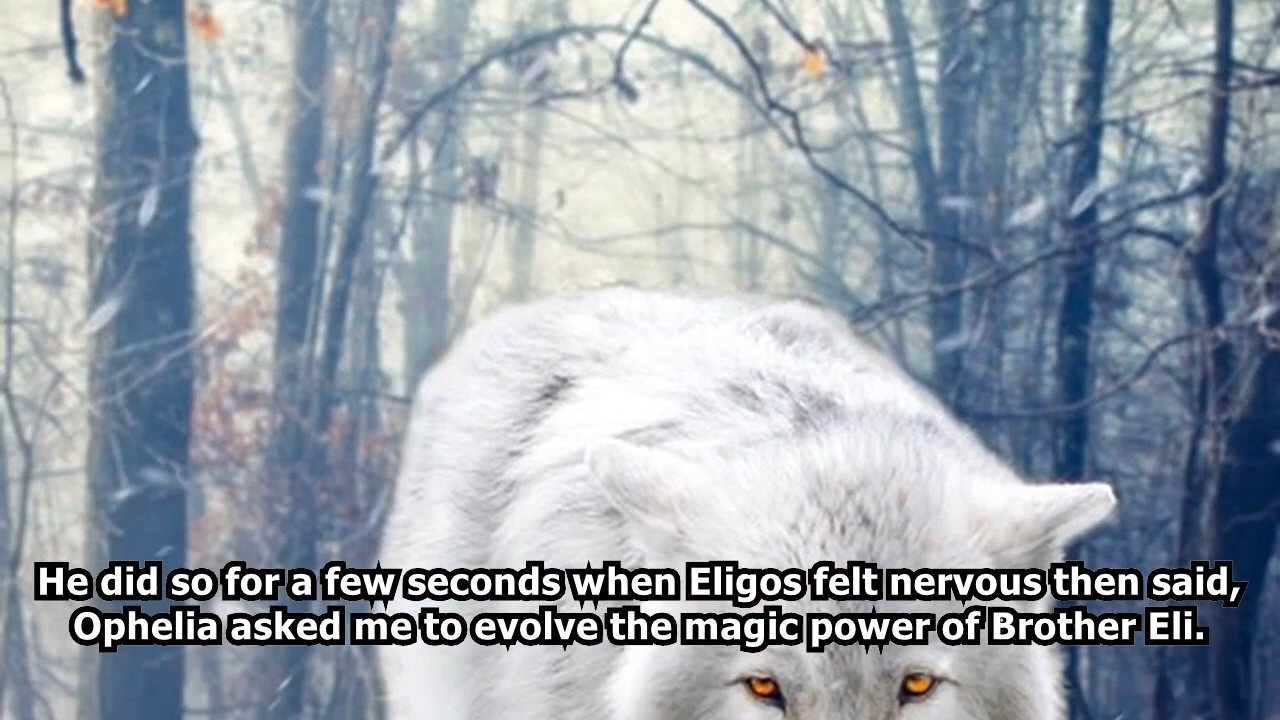 He did so for a few seconds when Eligos felt nervous then said,
Ophelia asked me to evolve the magic power of Brother Eli.